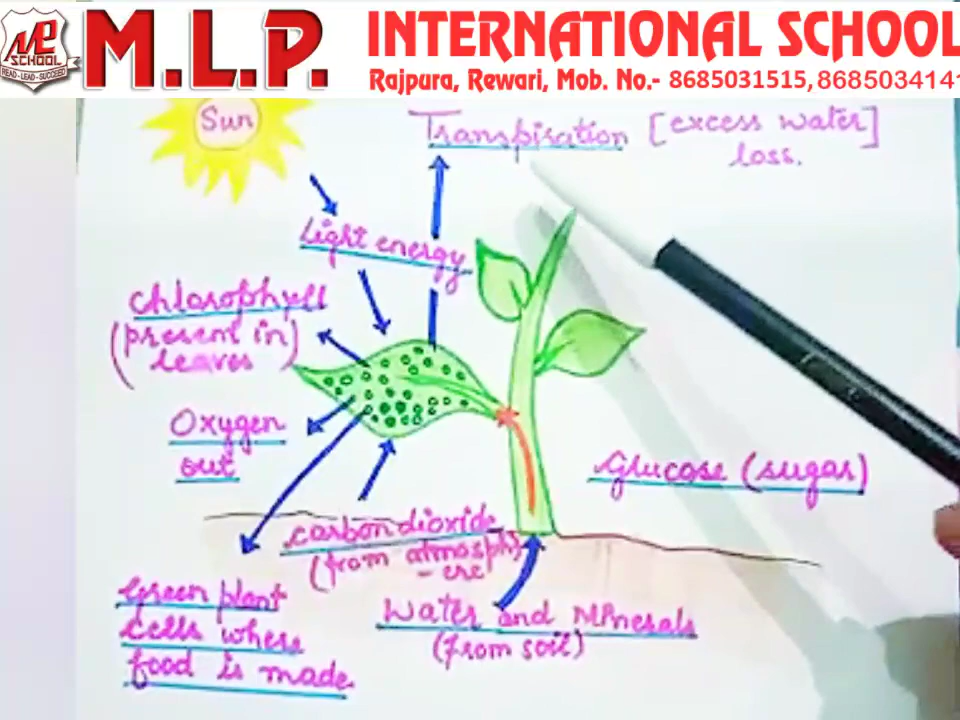 MLP
SCHOOL
READ - LEAD - SUCCEED
M.L.P.
INTERNATIONAL SCHOOL
Rajpura, Rewari, Mob. No.- 8685031515, 868503414
Sun
Transpiration [excess water]
loss.
Light energy
Chlorophyll
(present in
leaves)
Oxygen
out
Glucose (sugar)
carbondioxide
(from atmosph
-ere
Water and Minerals
(from soil)
Green plant
cells where
food is made.